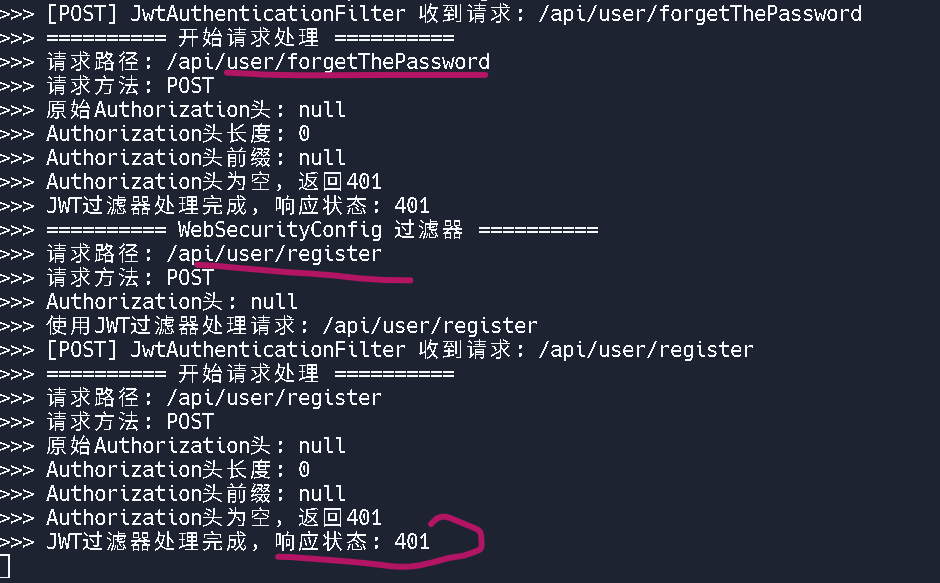 >>> [POST] JwtAuthenticationFilter 收到请求: /api/user/forgetThePassword
>>> ========== 开始请求处理 ==========
>>> 请求路径: /api/user/forgetThePassword
>>> 请求方法: POST
>>> 原始Authorization头: null
>>> Authorization头长度: 0
>>> Authorization头前缀: null
>>> Authorization头为空, 返回401
>>> JWT过滤器处理完成, 响应状态: 401
>>> ========== WebSecurityConfig 过滤器 ==========
>>> 请求路径: /api/user/register
>>> 请求方法: POST
>>> Authorization头: null
>>> 使用JWT过滤器处理请求: /api/user/register
>>> [POST] JwtAuthenticationFilter 收到请求: /api/user/register
>>> ========== 开始请求处理 ==========
>>> 请求路径: /api/user/register
>>> 请求方法: POST
>>> 原始Authorization头: null
>>> Authorization头长度: 0
>>> Authorization头前缀: null
>>> Authorization头为空, 返回401
>>> JWT过滤器处理完成, 响应状态: 401